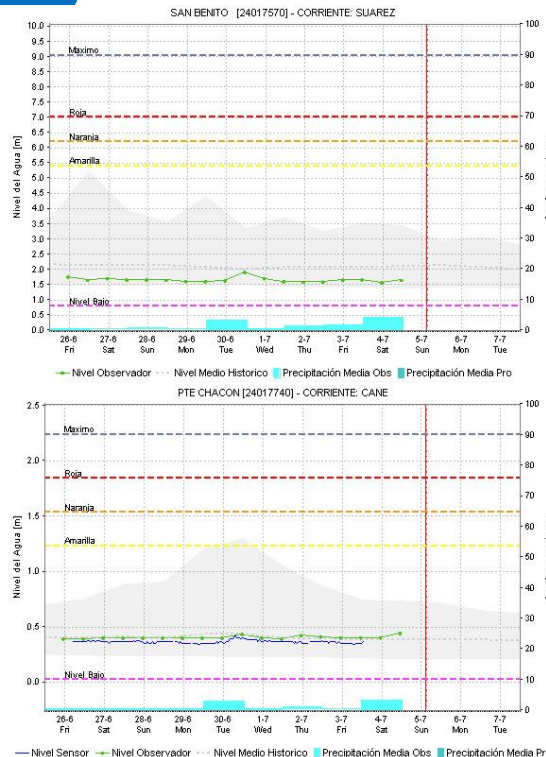 SAN BENITO [24017570] - CORRIENTE: SUAREZ
Nivel del Agua [m]
10.0
9.5
9.0
8.5
8.0
7.5
7.0
6.5
6.0
5.5
5.0
4.5
4.0
3.5
3.0
2.5
2.0
1.5
1.0
0.5
0.0
Maximo
Roja
Naranja
Amarilla
Nivel Bajo
100
90
80
70
60
50
40
30
20
10
0
26-6 27-6 28-6 29-6 30-6 1-7 2-7 3-7 4-7 5-7 6-7 7-7
Fri Sat Sun Mon Tue Wed Thu Fri Sat Sun Mon Tue
Nivel Observador Nivel Medio Historico Precipitación Media Obs Precipitación Media Pro
PTE CHACON [24017740] - CORRIENTE: CANE
Nivel del Agua [m]
2.5
2.0
1.5
1.0
0.5
0.0
Maximo
Roja
Naranja
Amarilla
Nivel Bajo
100
90
80
70
60
50
40
30
20
10
0
26-6 27-6 28-6 29-6 30-6 1-7 2-7 3-7 4-7 5-7 6-7 7-7
Fri Sat Sun Mon Tue Wed Thu Fri Sat Sun Mon Tue
Nivel Sensor Nivel Observador Nivel Medio Historico Precipitación Media Obs Precipitación Media Pr